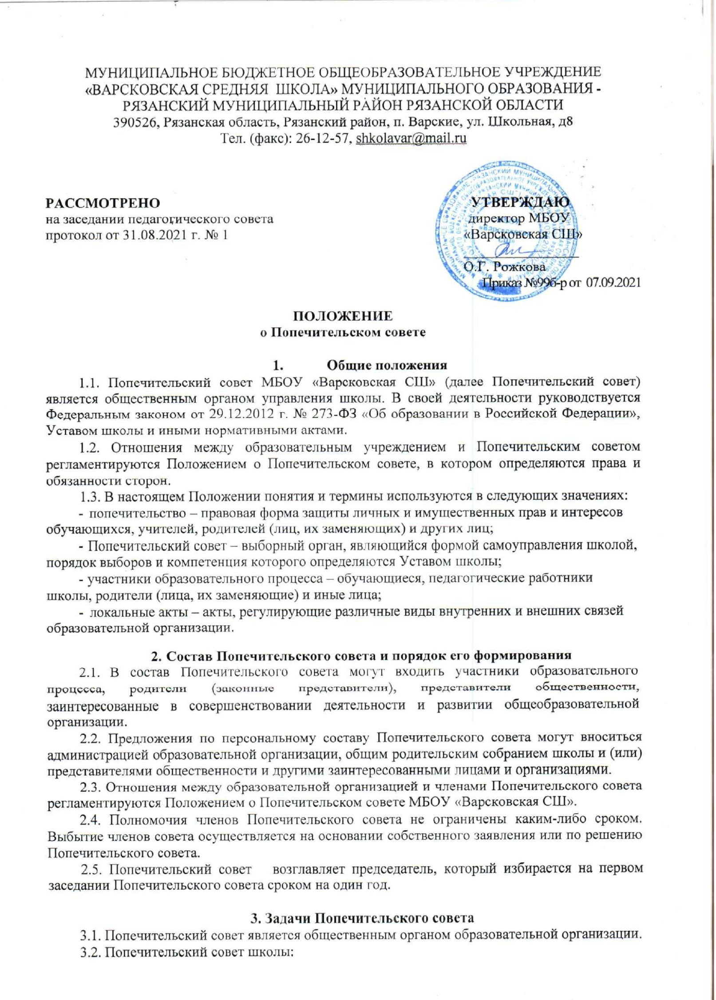 МУНИЦИПАЛЬНОЕ БЮДЖЕТНОЕ ОБЩЕОБРАЗОВАТЕЛЬНОЕ УЧРЕЖДЕНИЕ
«ВАРСКОВСКАЯ СРЕДНЯЯ ШКОЛА» МУНИЦИПАЛЬНОГО ОБРАЗОВАНИЯ -
РЯЗАНСКИЙ МУНИЦИПАЛЬНЫЙ РАЙОН РЯЗАНСКОЙ ОБЛАСТИ
390526, Рязанская область, Рязанский район, п. Варские, ул. Школьная, д8
Тел. (факс): 26-12-57, shkolavar@mail.ru
РАССМОТРЕНО
на заседании педагогического совета
протокол от 31.08.2021 г. № 1
УТВЕРЖДАЮ
директор МБОУ
«Варсковская СШ»
О.Г. Рожкова
Приказ №99б-р от 07.09.2021
ПОЛОЖЕНИЕ
о Попечительском совете
1. Общие положения
1.1. Попечительский совет МБОУ «Варсковская СШ» (далее Попечительский совет)
является общественным органом управления школы. В своей деятельности руководствуется
Федеральным законом от 29.12.2012 г. № 273-ФЗ «Об образовании в Российской Федерации»,
Уставом школы и иными нормативными актами.
1.2. Отношения между образовательным учреждением и Попечительским советом
регламентируются Положением о Попечительском совете, в котором определяются права и
обязанности сторон.
1.3. В настоящем Положении понятия и термины используются в следующих значениях:
- попечительство – правовая форма защиты личных и имущественных прав и интересов
обучающихся, учителей, родителей (лиц, их заменяющих) и других лиц;
- Попечительский совет – выборный орган, являющийся формой самоуправления школой,
порядок выборов и компетенция которого определяются Уставом школы;
- участники образовательного процесса – обучающиеся, педагогические работники
школы, родители (лица, их заменяющие) и иные лица;
- локальные акты – акты, регулирующие различные виды внутренних и внешних связей
образовательной организации.
2. Состав Попечительского совета и порядок его формирования
2.1. В состав Попечительского совета могут входить участники образовательного
процесса, родители (законные представители), представители общественности,
заинтересованные в совершенствовании деятельности и развитии общеобразовательной
организации.
2.2. Предложения по персональному составу Попечительского совета могут вноситься
администрацией образовательной организации, общим родительским собранием школы и (или)
представителями общественности и другими заинтересованными лицами и организациями.
2.3. Отношения между образовательной организацией и членами Попечительского совета
регламентируются Положением о Попечительском совете МБОУ «Варсковская СШ».
2.4. Полномочия членов Попечительского совета не ограничены каким-либо сроком.
Выбытие членов совета осуществляется на основании собственного заявления или по решению
Попечительского совета.
2.5. Попечительский совет возглавляет председатель, который избирается на первом
заседании Попечительского совета сроком на один год.
3. Задачи Попечительского совета
3.1. Попечительский совет является общественным органом образовательной организации.
3.2. Попечительский совет школы: